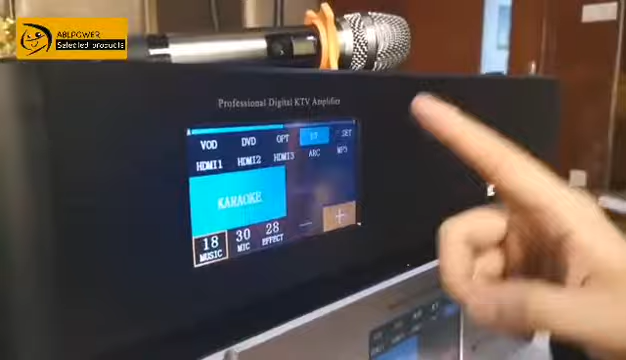 ABLPOWER
Selected products
Professional Digital KTV Amplifier
VOD DVD OPT BT SET
HDMI1 HDMI2 HDMI3 ARC MP3
KARAOKE
18 30 28 — +
MUSIC MIC EFFECT